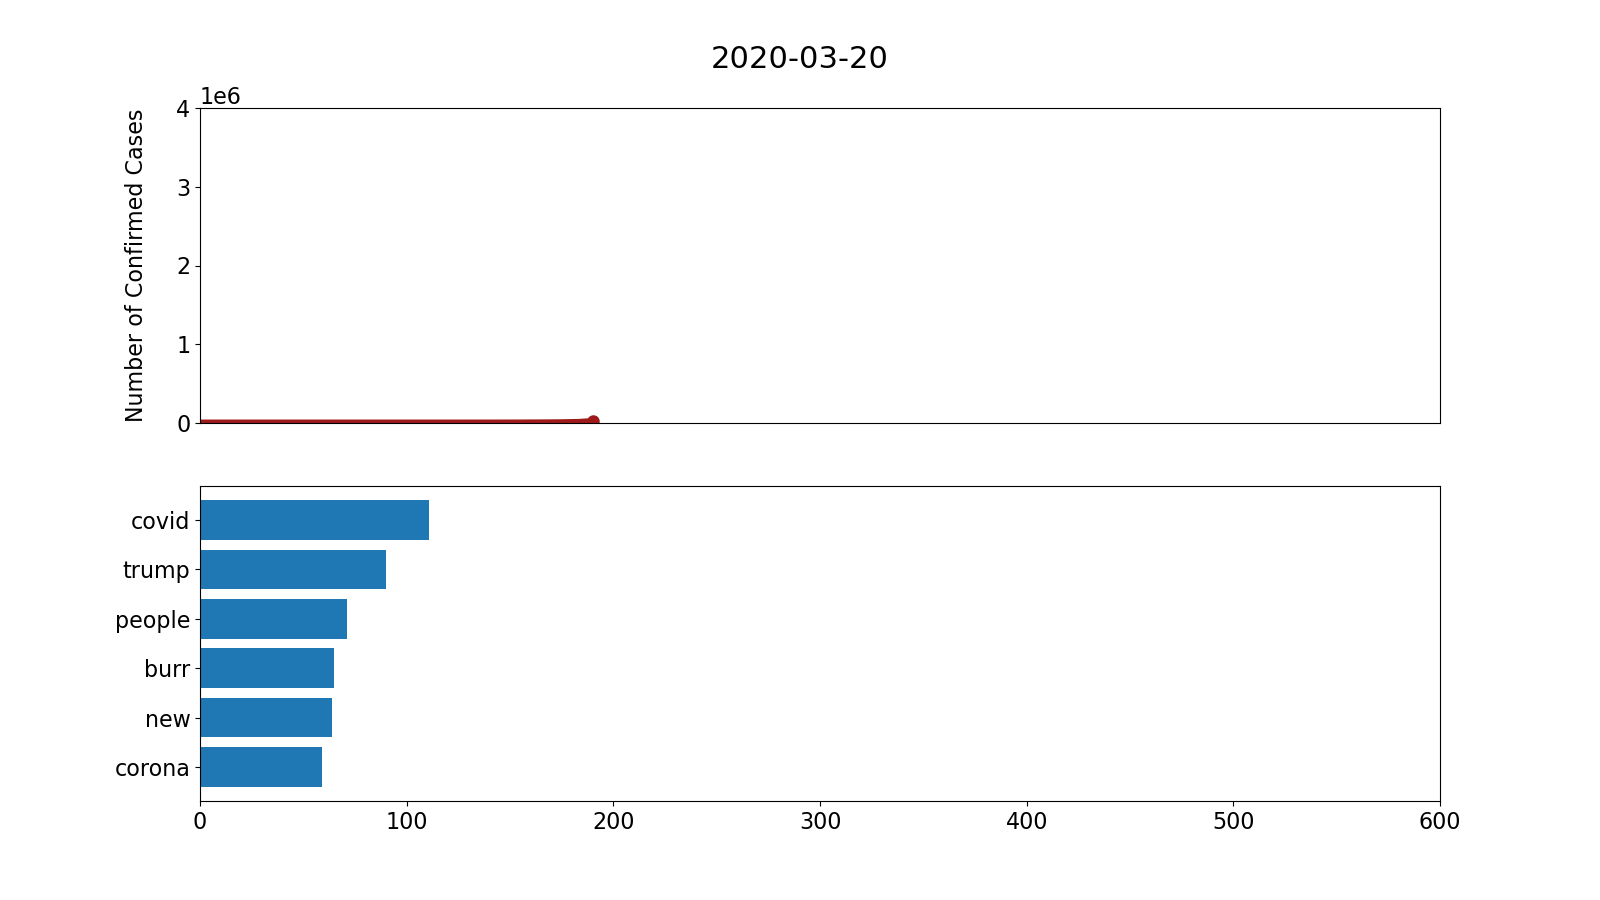 2020-03-20
1e6
Number of Confirmed Cases
4
3
2
1
0
covid
trump
people
burr
new
corona
0 100 200 300 400 500 600